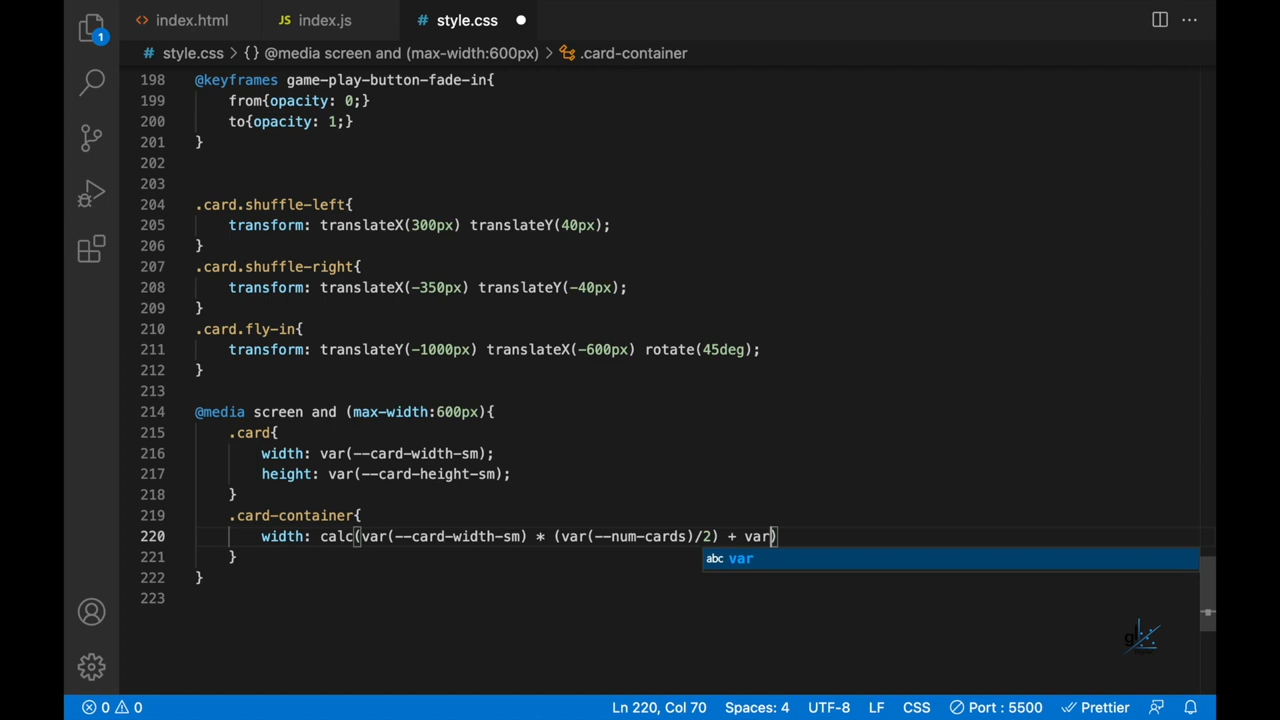 index.html JS index.js # style.css
# style.css > {} @media screen and (max-width:600px) > .card-container
198 @keyframes game-play-button-fade-in{
199 from{opacity: 0;}
200 to{opacity: 1;}
201 }
202
203
204 .card.shuffle-left{
205 transform: translateX(300px) translateY(40px);
206 }
207 .card.shuffle-right{
208 transform: translateX(-350px) translateY(-40px);
209 }
210 .card.fly-in{
211 transform: translateY(-1000px) translateX(-600px) rotate(45deg);
212 }
213
214 @media screen and (max-width:600px){
215 .card{
216 width: var(--card-width-sm);
217 height: var(--card-height-sm);
218 }
219 .card-container{
220 width: calc(var(--card-width-sm) * (var(--num-cards)/2) + var)
abc var
221 }
222 }
223
1
0 0 Ln 220, Col 70 Spaces: 4 UTF-8 LF CSS Port : 5500 Prettier